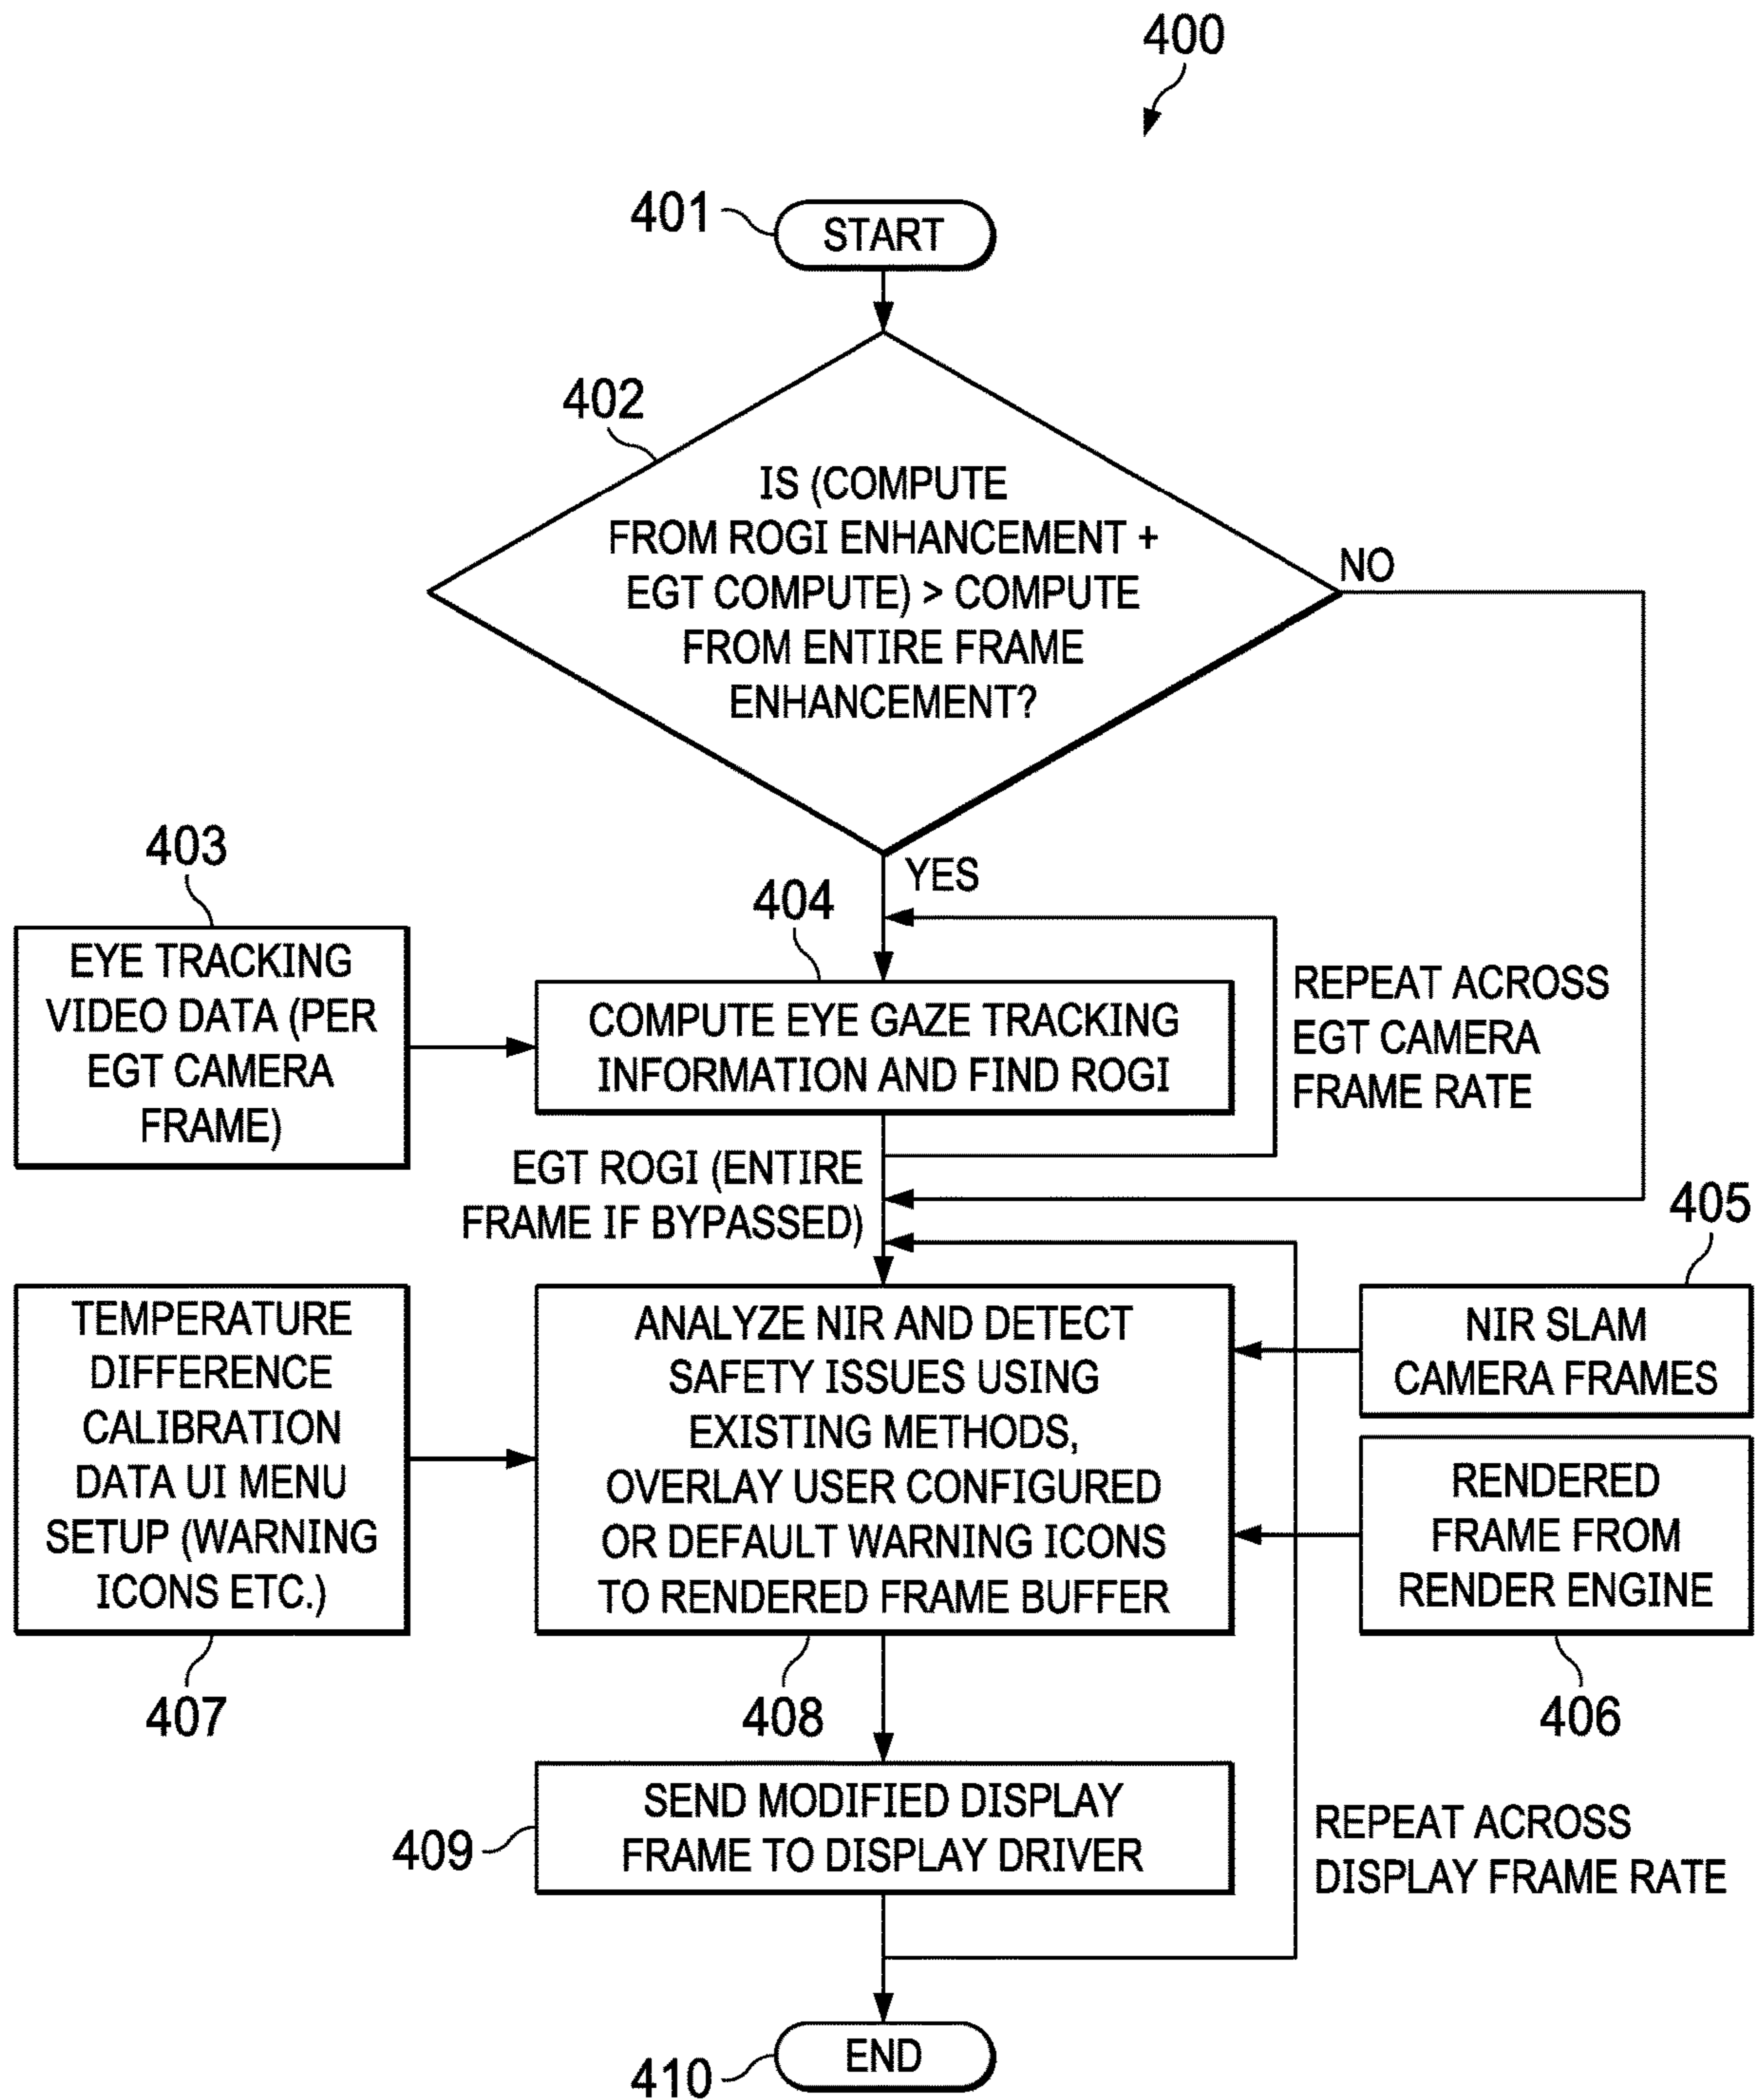 400
401
START
402
IS (COMPUTE
FROM ROGI ENHANCEMENT +
EGT COMPUTE) > COMPUTE
FROM ENTIRE FRAME
ENHANCEMENT?
NO
YES
403
EYE TRACKING
VIDEO DATA (PER
EGT CAMERA
FRAME)
404
COMPUTE EYE GAZE TRACKING
INFORMATION AND FIND ROGI
REPEAT ACROSS
EGT CAMERA
FRAME RATE
EGT ROGI (ENTIRE
FRAME IF BYPASSED)
405
NIR SLAM
CAMERA FRAMES
TEMPERATURE
DIFFERENCE
CALIBRATION
DATA UI MENU
SETUP (WARNING
ICONS ETC.)
407
ANALYZE NIR AND DETECT
SAFETY ISSUES USING
EXISTING METHODS,
OVERLAY USER CONFIGURED
OR DEFAULT WARNING ICONS
TO RENDERED FRAME BUFFER
408
RENDERED
FRAME FROM
RENDER ENGINE
406
409
SEND MODIFIED DISPLAY
FRAME TO DISPLAY DRIVER
REPEAT ACROSS
DISPLAY FRAME RATE
410
END